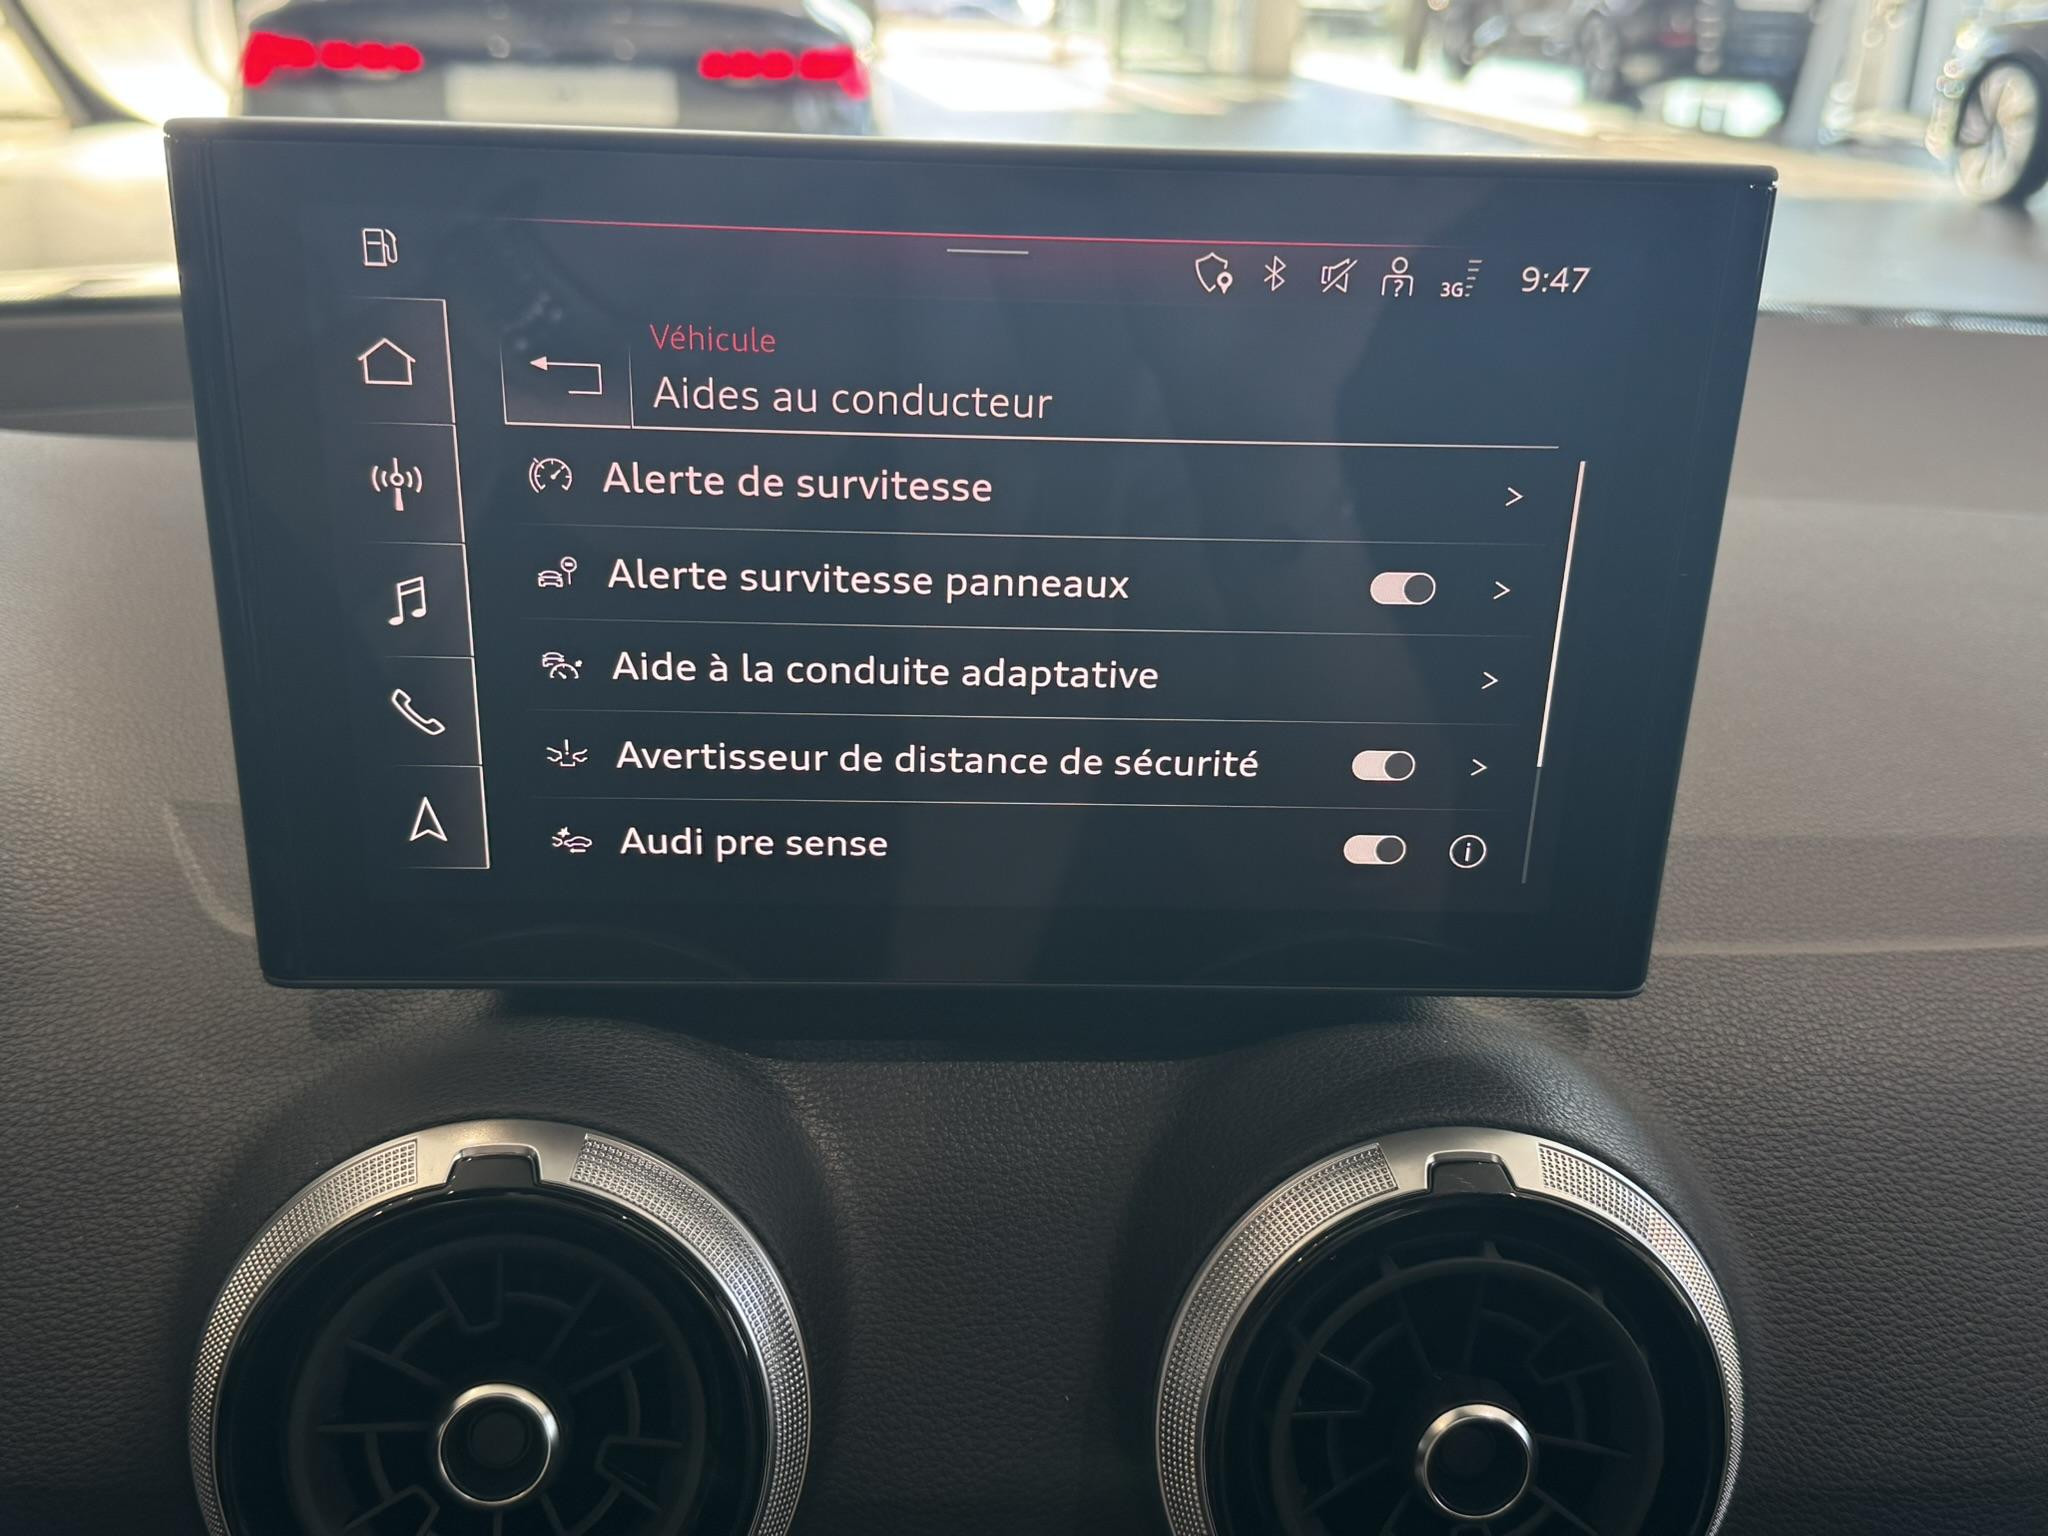 3G 9:47
Véhicule
Aides au conducteur
Alerte de survitesse
Alerte survitesse panneaux
Aide à la conduite adaptative
Avertisseur de distance de sécurité
Audi pre sense